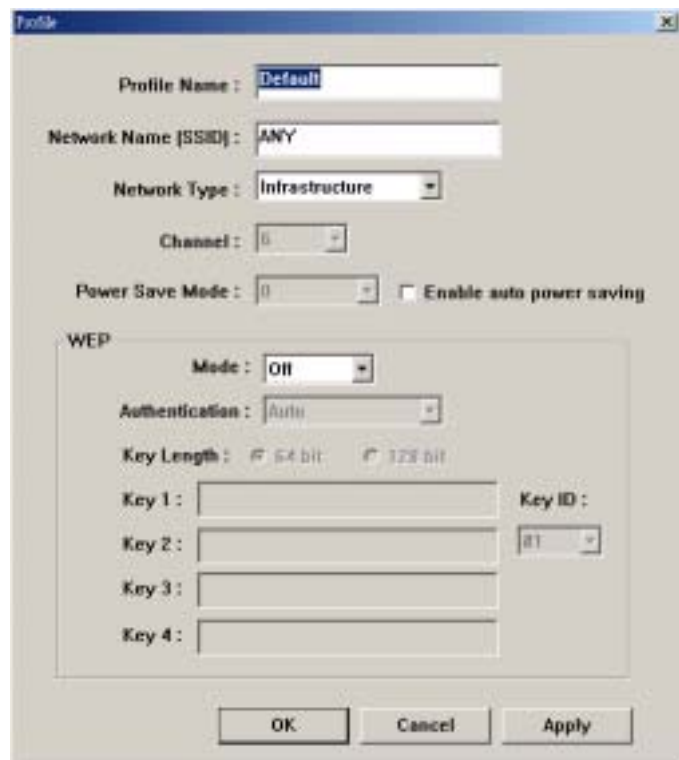 Profile
Profile Name : Default
Network Name (SSID) : ANY
Network Type : Infrastructure
Channel : 6
Power Save Mode : 0 Enable auto power saving
WEP
Mode : Off
Authentication : Auto
Key Length : 64 bit 128 bit
Key 1 : Key ID :
Key 2 : #1
Key 3 :
Key 4 :
OK Cancel Apply